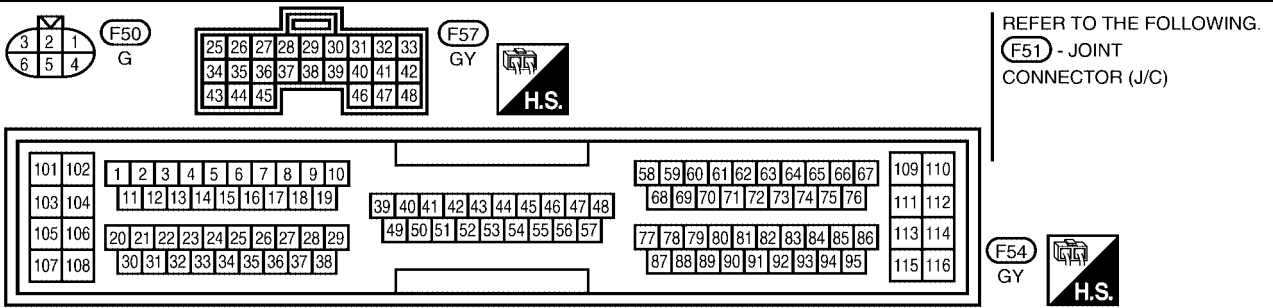 3 2 1
6 5 4
F50
G
25 26 27 28 29 30 31 32 33
34 35 36 37 38 39 40 41 42
43 44 45 46 47 48
F57
GY
H.S.
REFER TO THE FOLLOWING.
F51 - JOINT
CONNECTOR (J/C)
101 102
103 104
105 106
107 108
1 2 3 4 5 6 7 8 9 10
11 12 13 14 15 16 17 18 19
20 21 22 23 24 25 26 27 28 29
30 31 32 33 34 35 36 37 38
39 40 41 42 43 44 45 46 47 48
49 50 51 52 53 54 55 56 57
58 59 60 61 62 63 64 65 66 67
68 69 70 71 72 73 74 75 76
77 78 79 80 81 82 83 84 85 86
87 88 89 90 91 92 93 94 95
109 110
111 112
113 114
115 116
F54
GY
H.S.